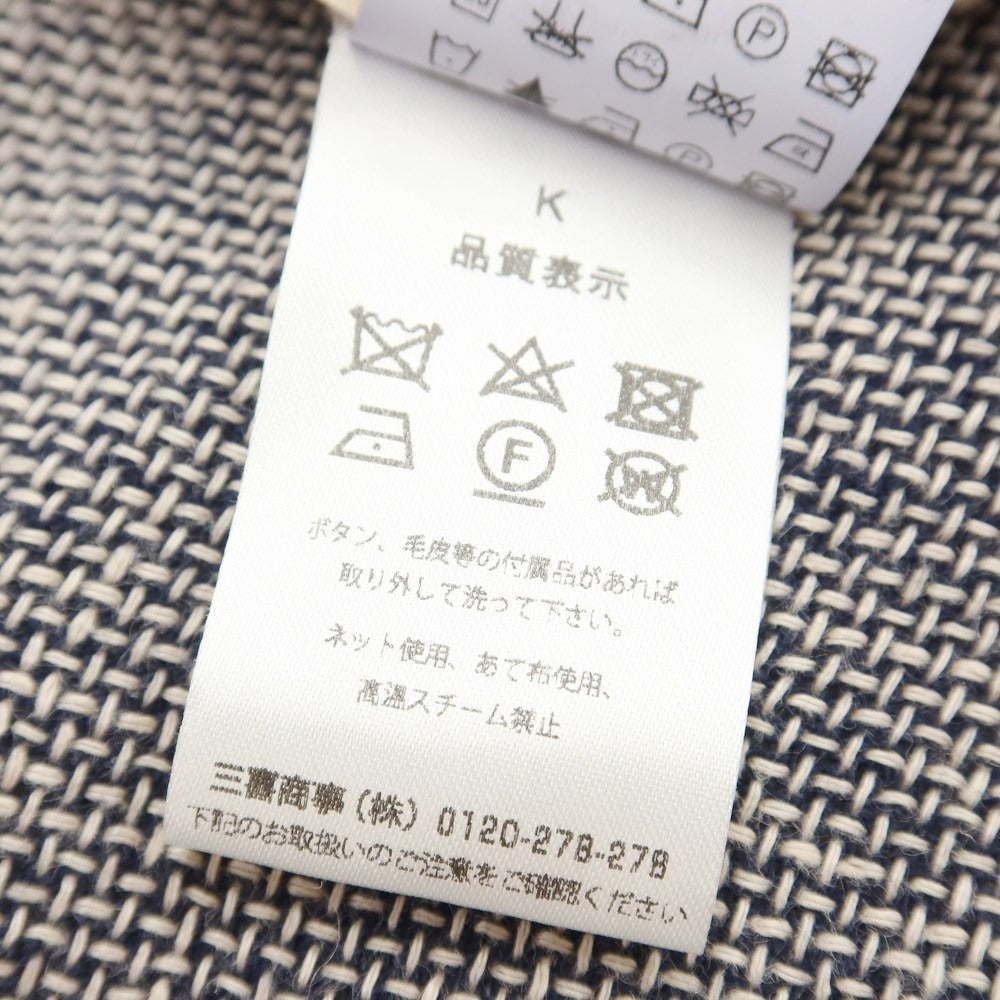 P
K
品質表示
F
W
ボタン、毛皮等の付属品があれば
取り外して洗って下さい。
ネット使用、あて布使用、
高温スチーム禁止
三喜商事（株）0120-278-278
下記のお取扱いのご注意をご確認ください